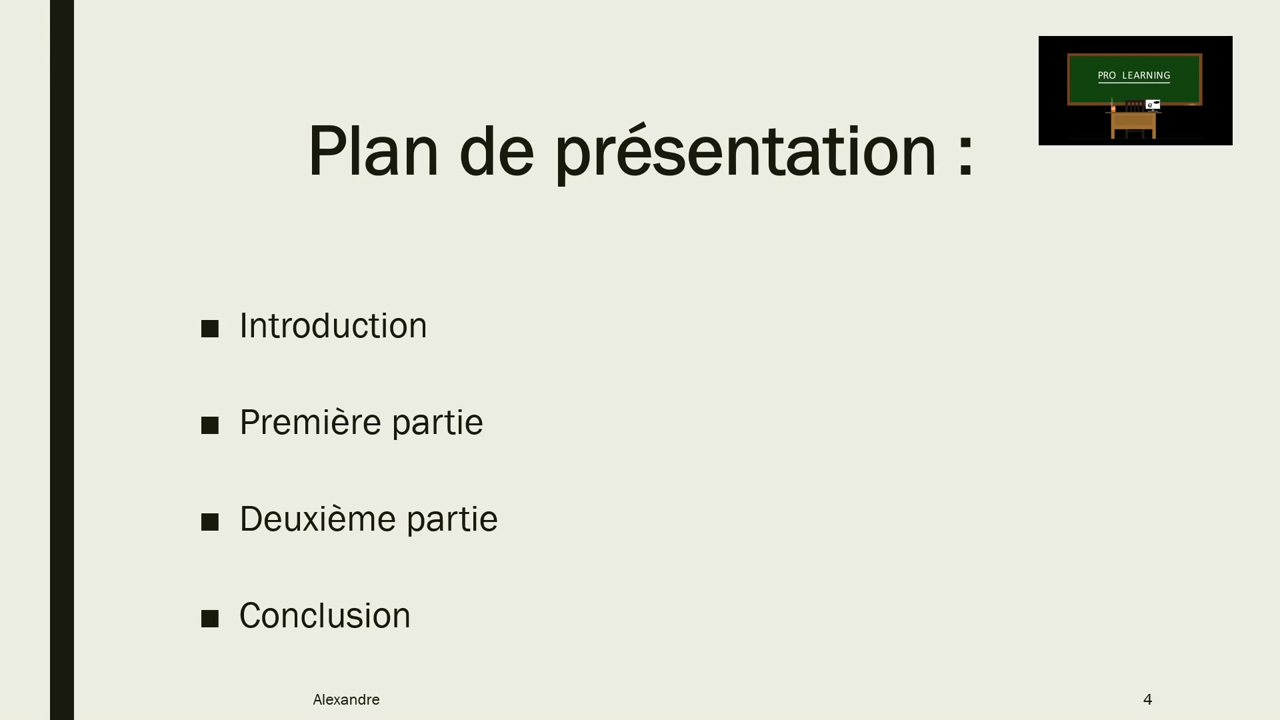 PRO LEARNING
Plan de présentation :
■ Introduction
■ Première partie
■ Deuxième partie
■ Conclusion
Alexandre
4